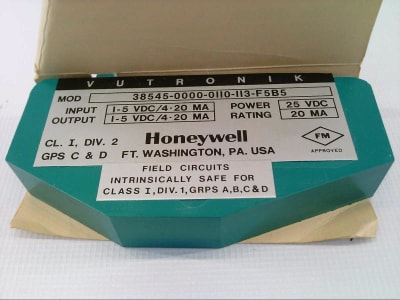 VUTRONIK
MOD 38545-0000-0110-113-F5B5
INPUT 1-5 VDC/4-20 MA POWER 25 VDC
OUTPUT 1-5 VDC/4-20 MA RATING 20 MA
CL. I, DIV. 2 Honeywell FM
GPS C & D FT. WASHINGTON, PA. USA APPROVED
FIELD CIRCUITS
INTRINSICALLY SAFE FOR
CLASS I, DIV. 1, GRPS A, B, C & D